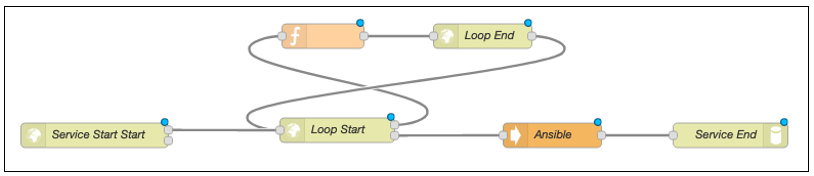 Loop End
Service Start Start
Loop Start
Ansible
Service End